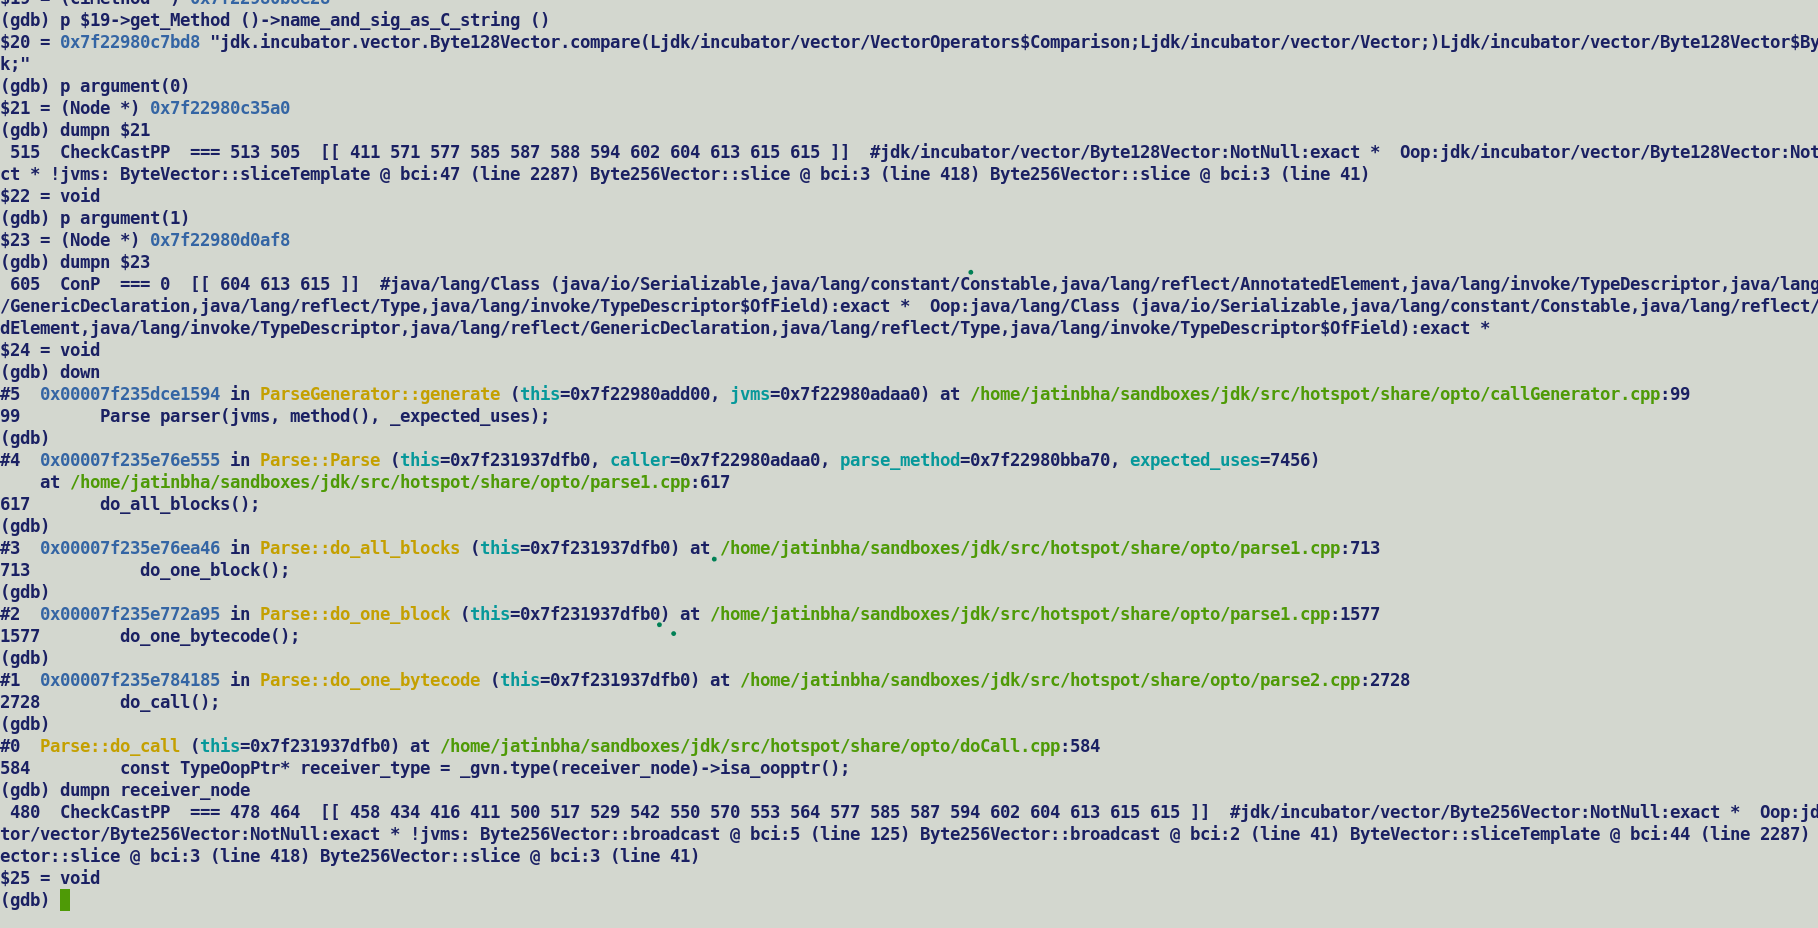 (gdb) p $19->get_Method ()->name_and_sig_as_C_string ()
$20 = 0x7f22980c7bd8 "jdk.incubator.vector.Byte128Vector.compare(Ljdk/incubator/vector/VectorOperators$Comparison;Ljdk/incubator/vector/Vector;)Ljdk/incubator/vector/Byte128Vector$By
k;"
(gdb) p argument(0)
$21 = (Node *) 0x7f22980c35a0
(gdb) dumpn $21
 515  CheckCastPP  === 513 505  [[ 411 571 577 585 587 588 594 602 604 613 615 615 ]]  #jdk/incubator/vector/Byte128Vector:NotNull:exact *  Oop:jdk/incubator/vector/Byte128Vector:Not
ct * !jvms: ByteVector::sliceTemplate @ bci:47 (line 2287) Byte256Vector::slice @ bci:3 (line 418) Byte256Vector::slice @ bci:3 (line 41)
$22 = void
(gdb) p argument(1)
$23 = (Node *) 0x7f22980d0af8
(gdb) dumpn $23
 605  ConP  === 0  [[ 604 613 615 ]]  #java/lang/Class (java/io/Serializable,java/lang/constant/Constable,java/lang/reflect/AnnotatedElement,java/lang/invoke/TypeDescriptor,java/lang
/GenericDeclaration,java/lang/reflect/Type,java/lang/invoke/TypeDescriptor$OfField):exact *  Oop:java/lang/Class (java/io/Serializable,java/lang/constant/Constable,java/lang/reflect/
dElement,java/lang/invoke/TypeDescriptor,java/lang/reflect/GenericDeclaration,java/lang/reflect/Type,java/lang/invoke/TypeDescriptor$OfField):exact *
$24 = void
(gdb) down
#5  0x00007f235dce1594 in ParseGenerator::generate (this=0x7f22980add00, jvms=0x7f22980adaa0) at /home/jatinbha/sandboxes/jdk/src/hotspot/share/opto/callGenerator.cpp:99
99        Parse parser(jvms, method(), _expected_uses);
(gdb)
#4  0x00007f235e76e555 in Parse::Parse (this=0x7f231937dfb0, caller=0x7f22980adaa0, parse_method=0x7f22980bba70, expected_uses=7456)
    at /home/jatinbha/sandboxes/jdk/src/hotspot/share/opto/parse1.cpp:617
617       do_all_blocks();
(gdb)
#3  0x00007f235e76ea46 in Parse::do_all_blocks (this=0x7f231937dfb0) at /home/jatinbha/sandboxes/jdk/src/hotspot/share/opto/parse1.cpp:713
713           do_one_block();
(gdb)
#2  0x00007f235e772a95 in Parse::do_one_block (this=0x7f231937dfb0) at /home/jatinbha/sandboxes/jdk/src/hotspot/share/opto/parse1.cpp:1577
1577        do_one_bytecode();
(gdb)
#1  0x00007f235e784185 in Parse::do_one_bytecode (this=0x7f231937dfb0) at /home/jatinbha/sandboxes/jdk/src/hotspot/share/opto/parse2.cpp:2728
2728        do_call();
(gdb)
#0  Parse::do_call (this=0x7f231937dfb0) at /home/jatinbha/sandboxes/jdk/src/hotspot/share/opto/doCall.cpp:584
584         const TypeOopPtr* receiver_type = _gvn.type(receiver_node)->isa_oopptr();
(gdb) dumpn receiver_node
 480  CheckCastPP  === 478 464  [[ 458 434 416 411 500 517 529 542 550 570 553 564 577 585 587 594 602 604 613 615 615 ]]  #jdk/incubator/vector/Byte256Vector:NotNull:exact *  Oop:jd
tor/vector/Byte256Vector:NotNull:exact * !jvms: Byte256Vector::broadcast @ bci:5 (line 125) Byte256Vector::broadcast @ bci:2 (line 41) ByteVector::sliceTemplate @ bci:44 (line 2287)
ector::slice @ bci:3 (line 418) Byte256Vector::slice @ bci:3 (line 41)
$25 = void
(gdb)